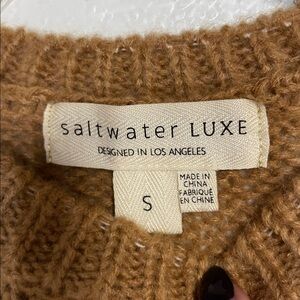 saltwater LUXE
DESIGNED IN LOS ANGELES
S
MADE IN
CHINA
FABRIQUÉ
EN CHINE